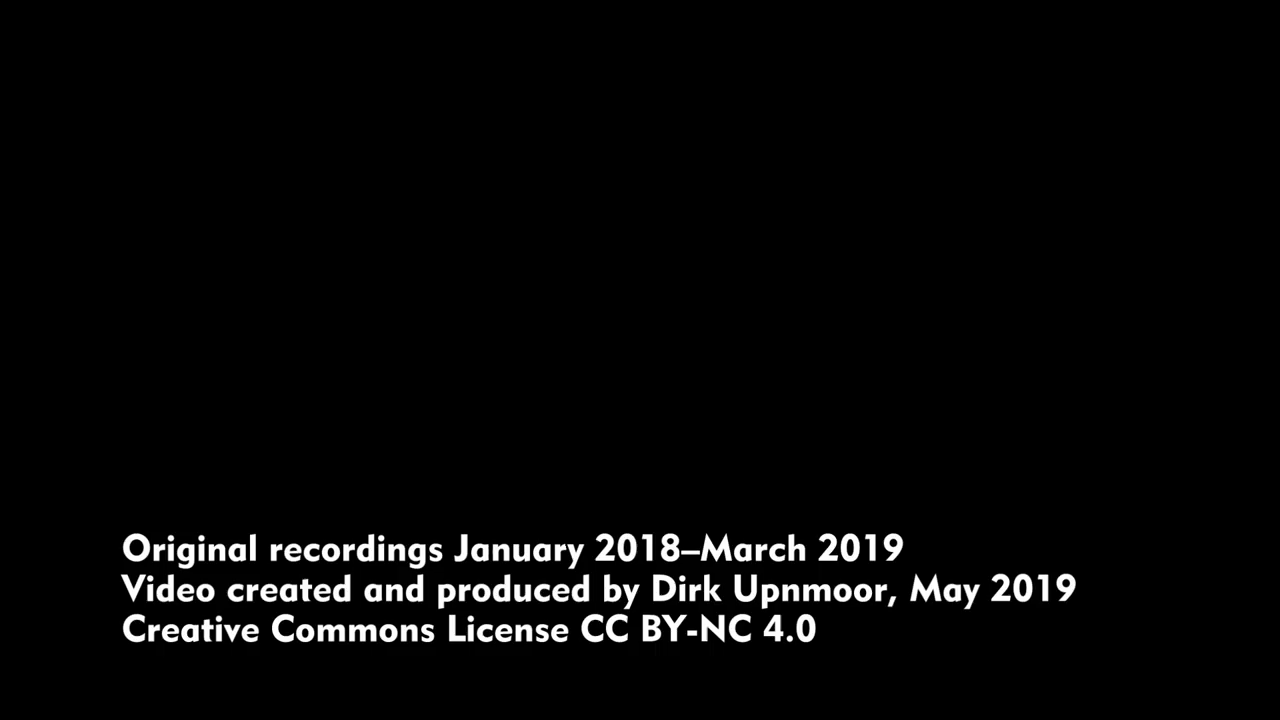 Original recordings January 2018–March 2019
Video created and produced by Dirk Upnmoor, May 2019
Creative Commons License CC BY-NC 4.0